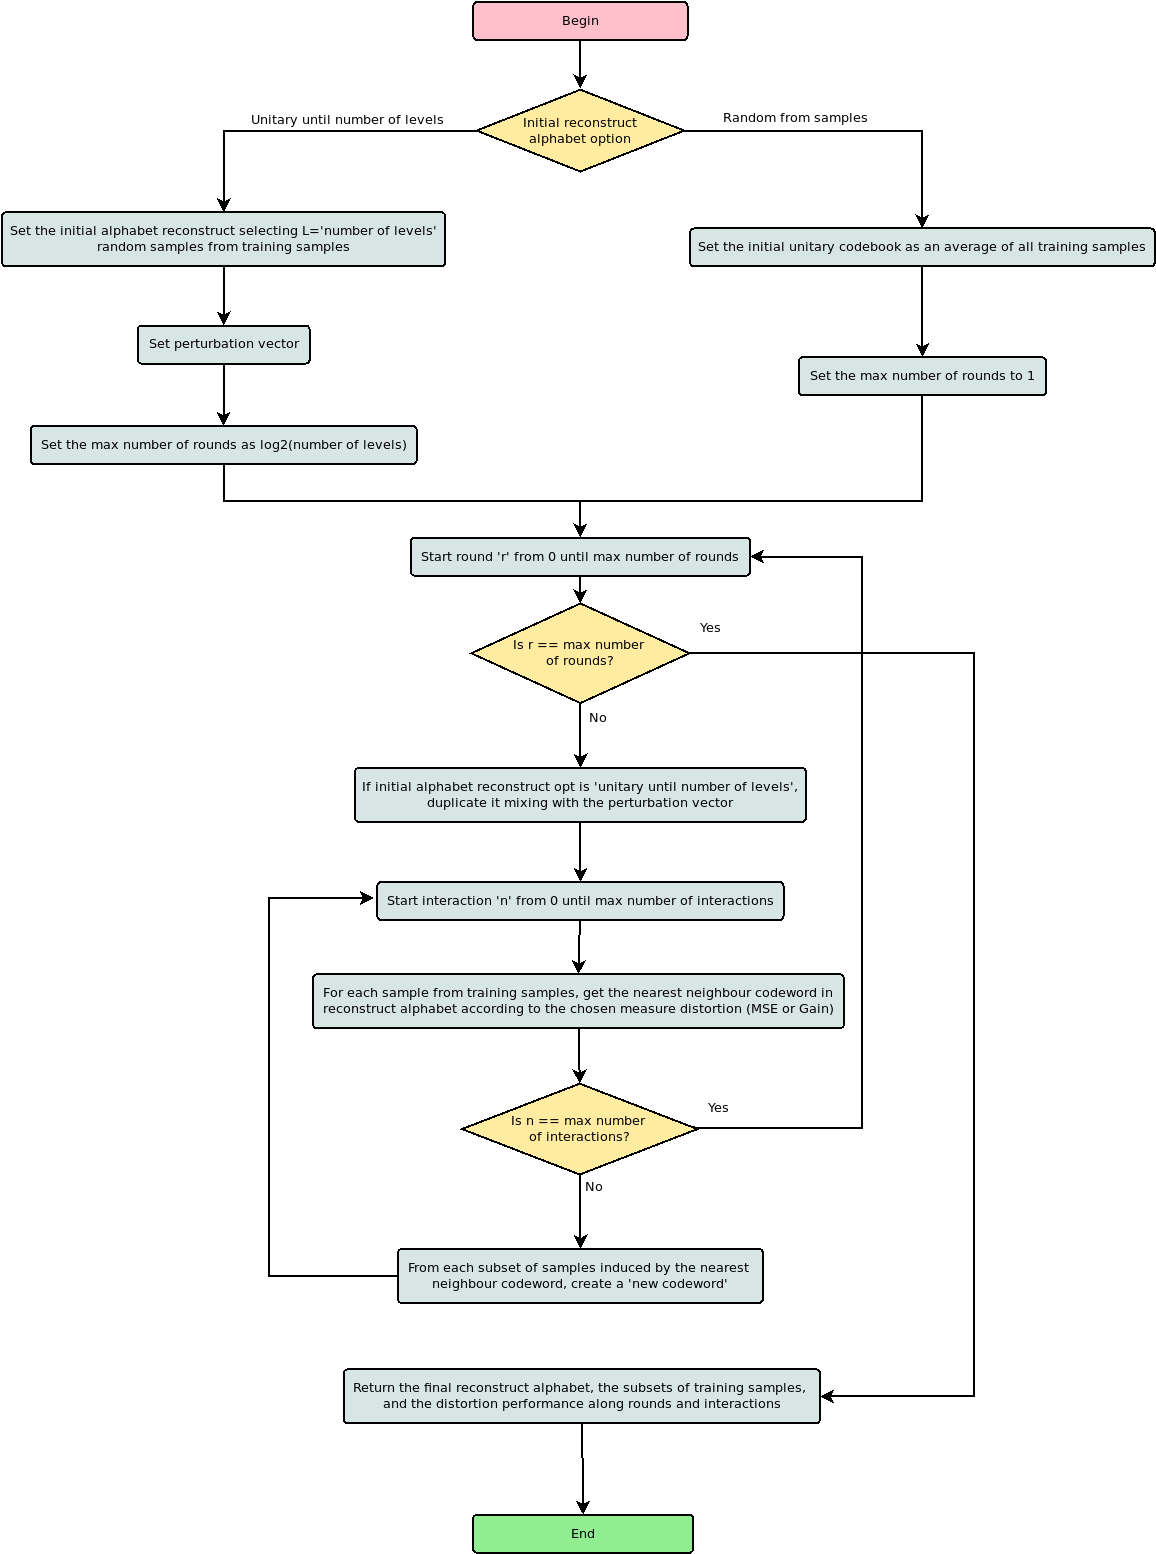 Begin
Initial reconstruct
alphabet option
Unitary until number of levels
Random from samples
Set the initial alphabet reconstruct selecting L='number of levels'
random samples from training samples
Set the initial unitary codebook as an average of all training samples
Set perturbation vector
Set the max number of rounds to 1
Set the max number of rounds as log2(number of levels)
Start round 'r' from 0 until max number of rounds
Is r == max number
of rounds?
Yes
No
If initial alphabet reconstruct opt is 'unitary until number of levels',
duplicate it mixing with the perturbation vector
Start interaction 'n' from 0 until max number of interactions
For each sample from training samples, get the nearest neighbour codeword in
reconstruct alphabet according to the chosen measure distortion (MSE or Gain)
Is n == max number
of interactions?
Yes
No
From each subset of samples induced by the nearest
neighbour codeword, create a 'new codeword'
Return the final reconstruct alphabet, the subsets of training samples,
and the distortion performance along rounds and interactions
End